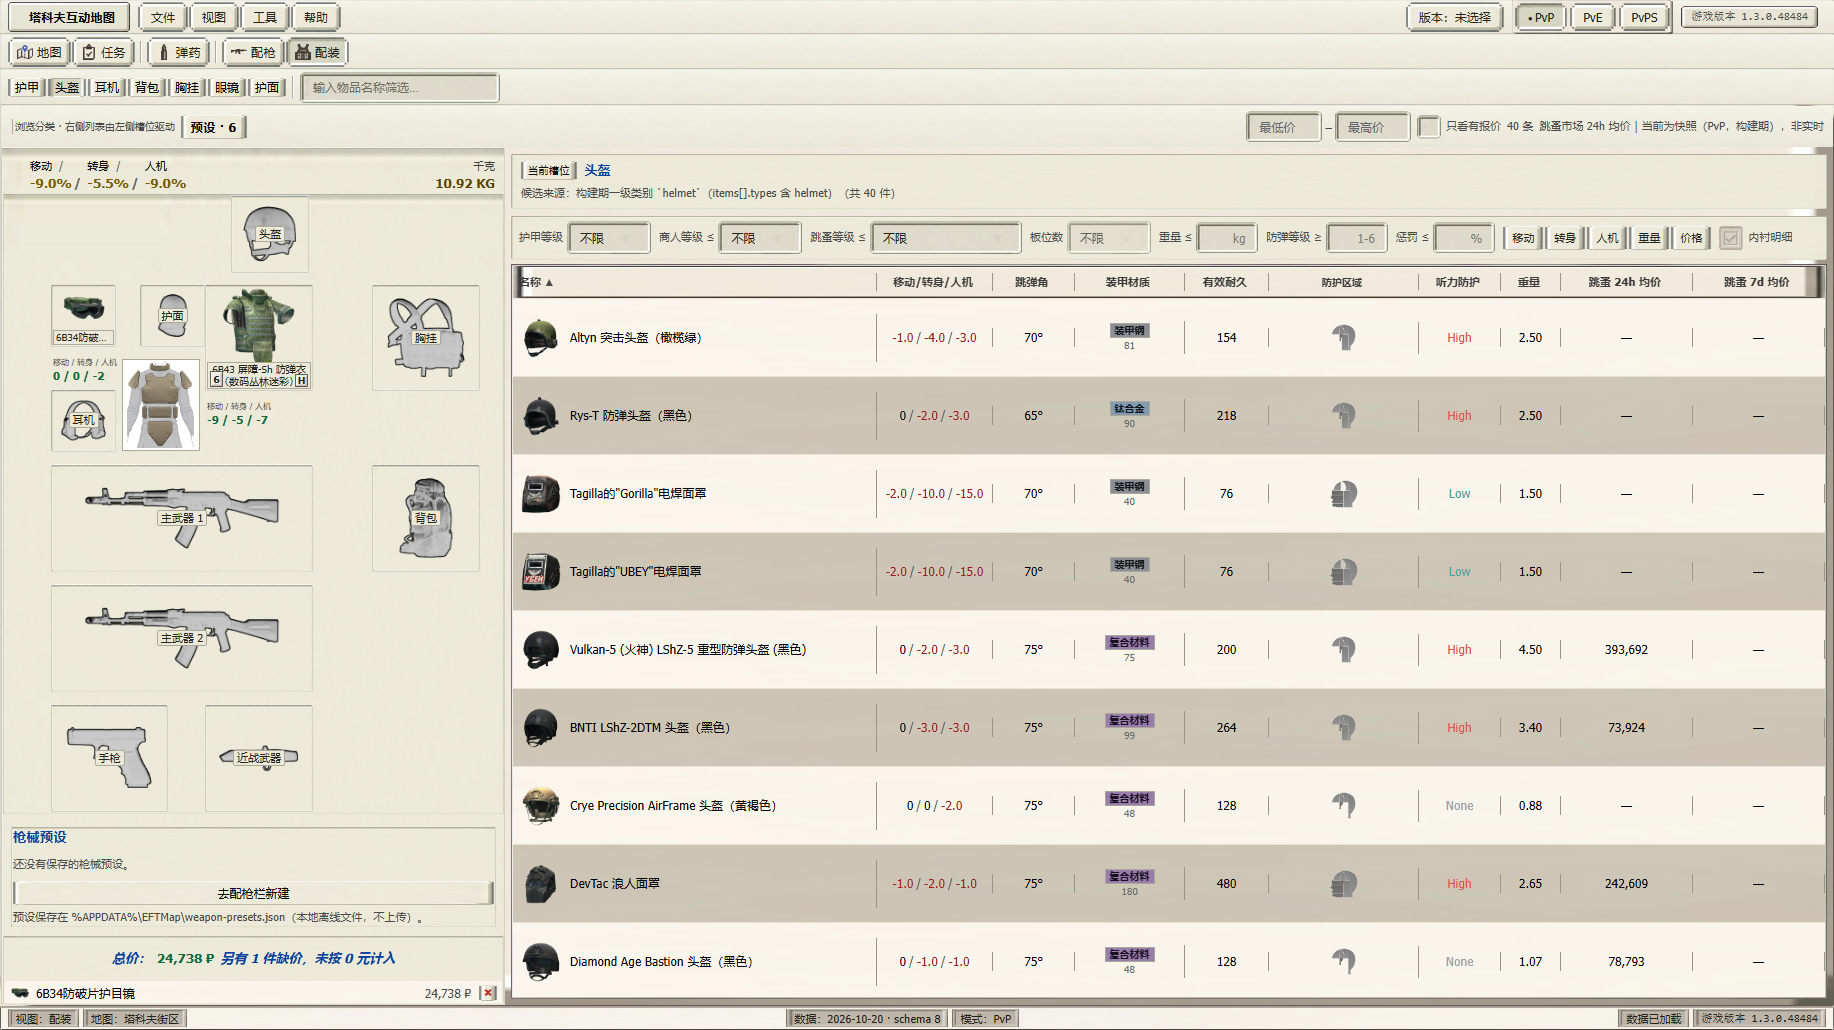 塔科夫互动地图 文件 视图 工具 帮助 版本：未选择 •PvP PvE PvPS 游戏版本 1.3.0.48484
地图 任务 弹药 配枪 配装
护甲 头盔 耳机 背包 胸挂 眼镜 护面 输入物品名称筛选...
浏览分类 · 右侧列表由左侧槽位驱动 预设 · 6 最低价 – 最高价 只看有报价 40 条 跳蚤市场 24h 均价 | 当前为快照（PvP，构建期），非实时
移动 / 转身 / 人机 千克
-9.0% / -5.5% / -9.0% 10.92 KG
头盔
6B34防破...
护面
6B43 屏障-Sh 防弹衣
6 (数码丛林迷彩) H
胸挂
移动 / 转身 / 人机
0 / 0 / -2
耳机
移动 / 转身 / 人机
-9 / -5 / -7
主武器 1
背包
主武器 2
手枪
近战武器
枪械预设
还没有保存的枪械预设。
去配枪栏新建
预设保存在 %APPDATA%\EFTMap\weapon-presets.json（本地离线文件，不上传）。
总价： 24,738 ₽ 另有 1 件缺价，未按 0 元计入
6B34防破片护目镜 24,738 ₽
当前槽位 头盔
候选来源：构建期一级类别 `helmet`（items[].types 含 helmet）（共 40 件）
护甲等级 不限 商人等级 ≤ 不限 跳蚤等级 ≤ 不限 板位数 不限 重量 ≤ kg 防弹等级 ≥ 1-6 惩罚 ≤ % 移动 转身 人机 重量 价格 内衬明细
名称 ▲ 移动/转身/人机 跳弹角 装甲材质 有效耐久 防护区域 听力防护 重量 跳蚤 24h 均价 跳蚤 7d 均价
Altyn 突击头盔（橄榄绿） -1.0 / -4.0 / -3.0 70° 装甲钢 81 154 High 2.50 — —
Rys-T 防弹头盔（黑色） 0 / -2.0 / -3.0 65° 钛合金 90 218 High 2.50 — —
Tagilla的"Gorilla"电焊面罩 -2.0 / -10.0 / -15.0 70° 装甲钢 40 76 Low 1.50 — —
Tagilla的"UBEY"电焊面罩 -2.0 / -10.0 / -15.0 70° 装甲钢 40 76 Low 1.50 — —
Vulkan-5 (火神) LShZ-5 重型防弹头盔 (黑色) 0 / -2.0 / -3.0 75° 复合材料 75 200 High 4.50 393,692 —
BNTI LShZ-2DTM 头盔（黑色） 0 / -3.0 / -3.0 75° 复合材料 99 264 High 3.40 73,924 —
Crye Precision AirFrame 头盔（黄褐色） 0 / 0 / -2.0 75° 复合材料 48 128 None 0.88 — —
DevTac 浪人面罩 -1.0 / -2.0 / -1.0 75° 复合材料 180 480 High 2.65 242,609 —
Diamond Age Bastion 头盔（黑色） 0 / -1.0 / -1.0 75° 复合材料 48 128 None 1.07 78,793 —
视图：配装 地图：塔科夫街区 数据：2026-10-20 · schema 8 模式：PvP 数据已加载 游戏版本 1.3.0.48484